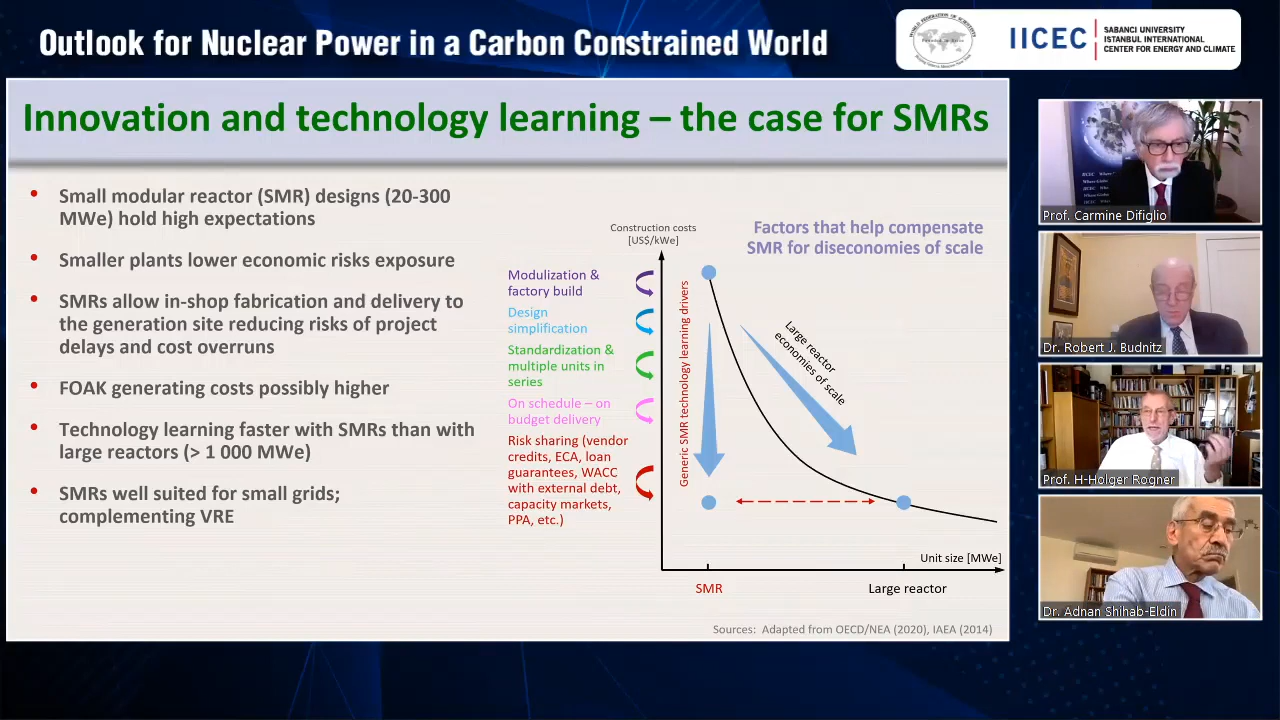 Outlook for Nuclear Power in a Carbon Constrained World
WORLD FEDERATION OF SCIENTISTS
IICEC
SABANCI UNIVERSITY
ISTANBUL INTERNATIONAL
CENTER FOR ENERGY AND CLIMATE
Innovation and technology learning – the case for SMRs
• Small modular reactor (SMR) designs (20-300
MWe) hold high expectations
• Smaller plants lower economic risks exposure
• SMRs allow in-shop fabrication and delivery to
the generation site reducing risks of project
delays and cost overruns
• FOAK generating costs possibly higher
• Technology learning faster with SMRs than with
large reactors (> 1 000 MWe)
• SMRs well suited for small grids;
complementing VRE
Factors that help compensate
SMR for diseconomies of scale
Construction costs
[US$/kWe]
Modulization &
factory build
Design
simplification
Standardization &
multiple units in
series
On schedule – on
budget delivery
Risk sharing (vendor
credits, ECA, loan
guarantees, WACC
with external debt,
capacity markets,
PPA, etc.)
Generic SMR technology learning drivers
Large reactor
economies of scale
Unit size [MWe]
SMR
Large reactor
Sources: Adapted from OECD/NEA (2020), IAEA (2014)
Prof. Carmine Difiglio
Dr. Robert J. Budnitz
Prof. H-Holger Rogner
Dr. Adnan Shihab-Eldin